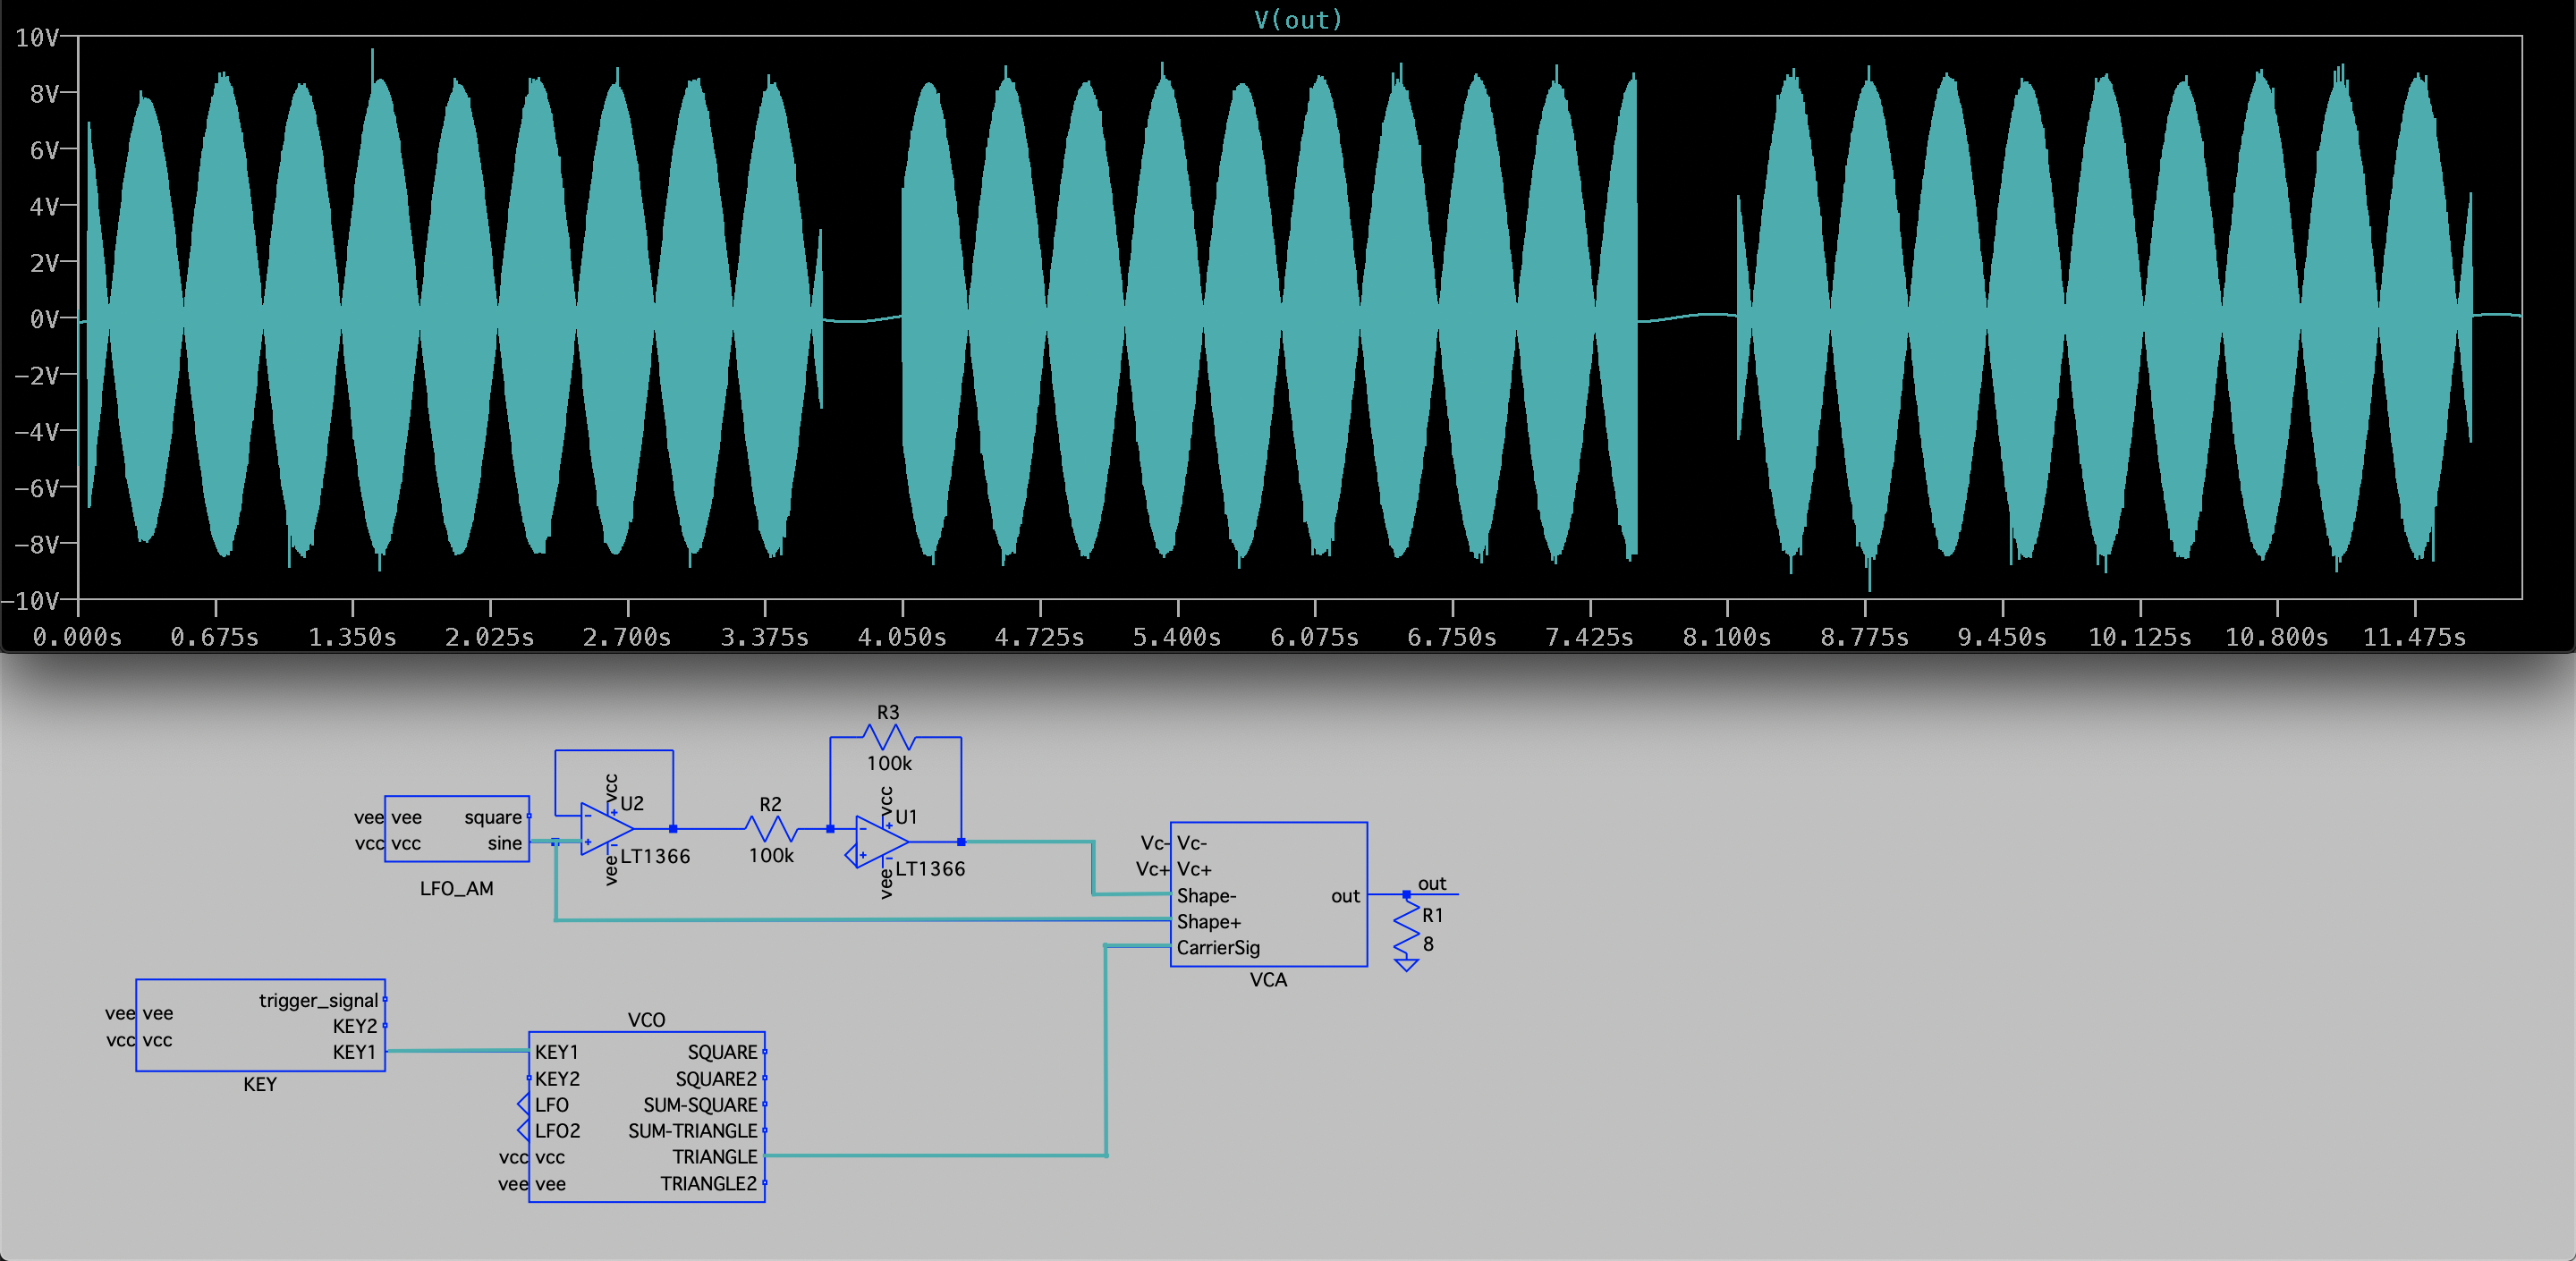 V(out)
10V
8V
6V
4V
2V
0V
−2V
−4V
−6V
−8V
−10V
0.000s 0.675s 1.350s 2.025s 2.700s 3.375s 4.050s 4.725s 5.400s 6.075s 6.750s 7.425s 8.100s 8.775s 9.450s 10.125s 10.800s 11.475s
R3
100k
vcc
U2
vcc
U1
R2
100k
vee vee square
vcc vcc sine
LFO_AM
vee
LT1366
vee
LT1366
Vc- Vc-
Vc+ Vc+
Shape-
Shape+
CarrierSig
out
VCA
out
R1
8
trigger_signal
vee vee
KEY2
vcc vcc
KEY1
KEY
VCO
KEY1 SQUARE
KEY2 SQUARE2
LFO SUM-SQUARE
LFO2 SUM-TRIANGLE
vcc vcc TRIANGLE
vee vee TRIANGLE2